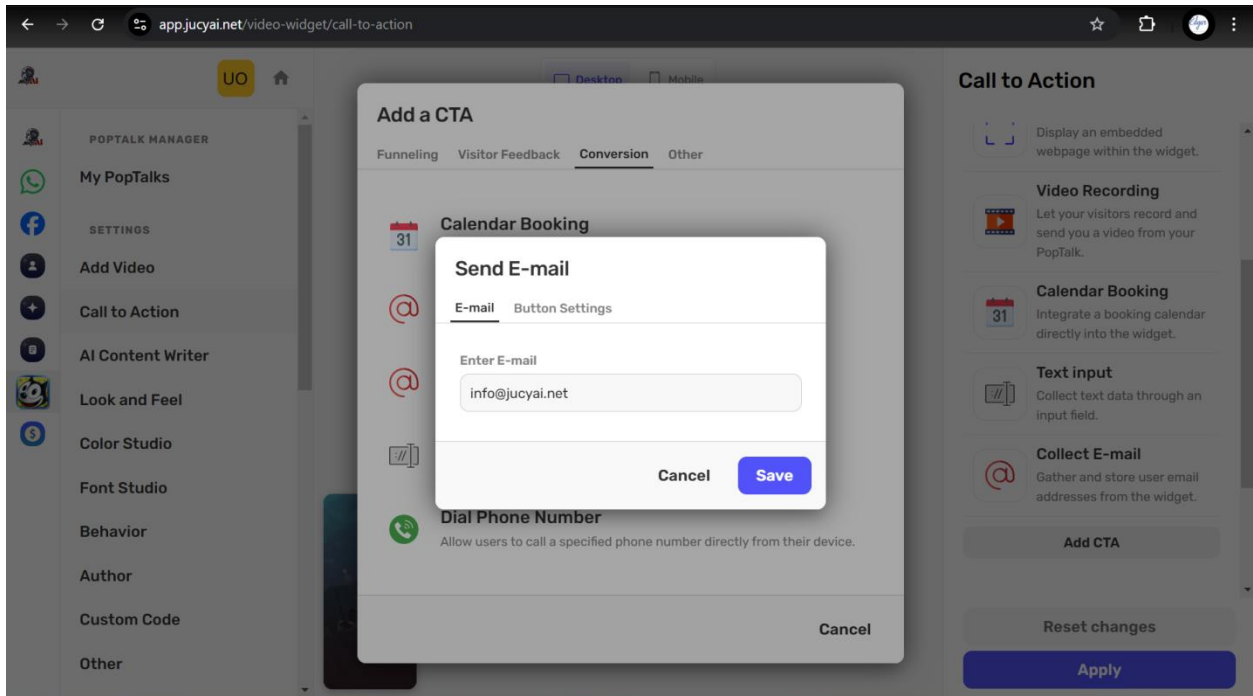 app.jucyai.net/video-widget/call-to-action
Edgar
UO
Desktop
Mobile
POPTALK MANAGER
My PopTalks
SETTINGS
Add Video
Call to Action
AI Content Writer
Look and Feel
Color Studio
Font Studio
Behavior
Author
Custom Code
Other
Add a CTA
Funneling
Visitor Feedback
Conversion
Other
31
Calendar Booking
Send E-mail
E-mail
Button Settings
Enter E-mail
info@jucyai.net
Cancel
Save
://
Dial Phone Number
Allow users to call a specified phone number directly from their device.
Cancel
Call to Action
Display an embedded
webpage within the widget.
Video Recording
Let your visitors record and
send you a video from your
PopTalk.
31
Calendar Booking
Integrate a booking calendar
directly into the widget.
://
Text input
Collect text data through an
input field.
Collect E-mail
Gather and store user email
addresses from the widget.
Add CTA
Reset changes
Apply